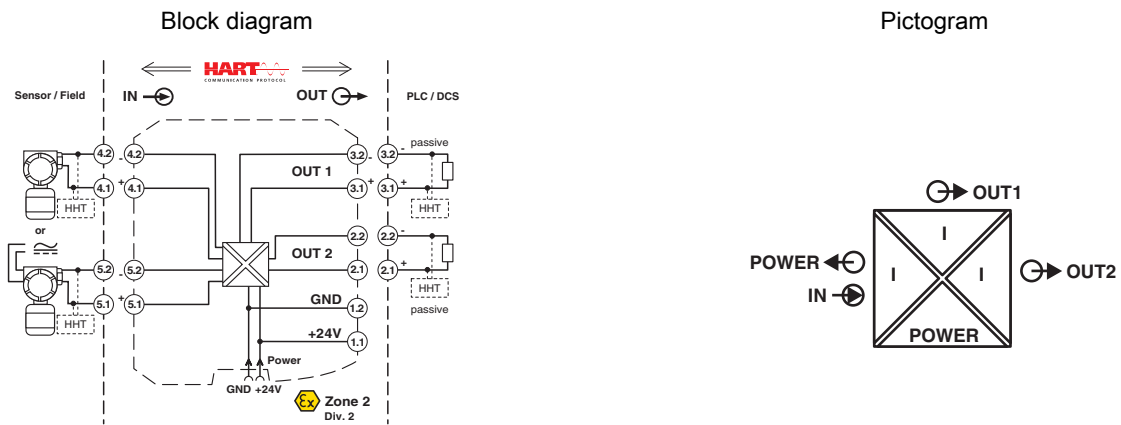 Block diagram
Pictogram
HART
COMMUNICATION PROTOCOL
Sensor / Field
IN
OUT
PLC / DCS
passive
4.2
-
4.2
3.2
-
3.2
-
OUT 1
4.1
+
4.1
3.1
+
3.1
+
HHT
HHT
or
2.2
2.2
-
OUT 2
5.2
-
5.2
2.1
2.1
+
HHT
5.1
+
5.1
GND
1.2
passive
HHT
+24V
1.1
Power
GND +24V
Ex
Zone 2
Div. 2
OUT1
I
POWER
I
I
OUT2
IN
POWER